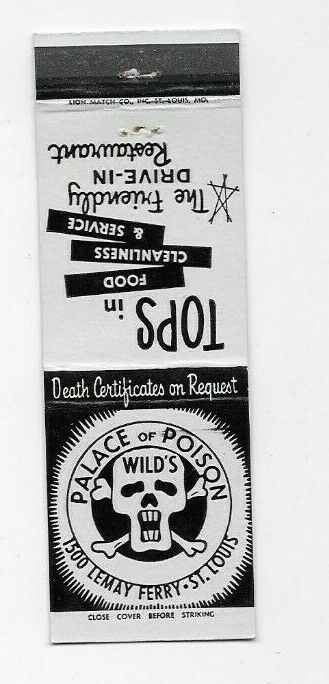 LION MATCH CO., INC. ST. LOUIS, MO.
TOPS in
FOOD
CLEANLINESS
& SERVICE
The Friendly
DRIVE-IN
Restaurant
Death Certificates on Request
PALACE OF POISON
WILD'S
1500 LEMAY FERRY · ST. LOUIS
CLOSE COVER BEFORE STRIKING